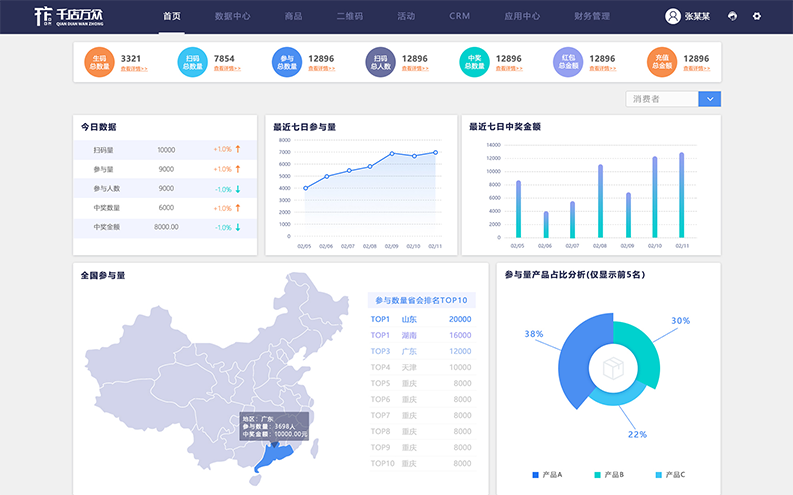 千店万众 首页 数据中心 商品 二维码 活动 CRM 应用中心 财务管理 张某某
QIAN DIAN WAN ZHONG
生码总数量 3321 查看详情>>
扫码总数量 7854 查看详情>>
参与总数量 12896 查看详情>>
扫码总人数 12896 查看详情>>
中奖总数量 12896 查看详情>>
红包总金额 12896 查看详情>>
充值总金额 12896 查看详情>>
消费者
今日数据
扫码量 10000 +1.0%
参与量 9000 +1.0%
参与人数 9000 -1.0%
中奖数量 6000 +1.0%
中奖金额 8000.00 -1.0%
最近七日参与量
8000
7000
6000
5000
4000
3000
2000
1000
0
02/05 02/06 02/07 02/08 02/09 02/10 02/11
最近七日中奖金额
14000
12000
10000
8000
6000
4000
2000
0
02/05 02/06 02/07 02/08 02/09 02/10 02/11
全国参与量
地区：广东
参与数量：3698人
中奖金额：10000.00元
参与数量省会排名TOP10
TOP1 山东 20000
TOP1 湖南 16000
TOP3 广东 12000
TOP4 天津 10000
TOP5 重庆 8000
TOP6 重庆 8000
TOP7 重庆 8000
TOP8 重庆 8000
TOP9 重庆 8000
TOP10 重庆 8000
参与量产品占比分析(仅显示前5名)
38%
30%
22%
产品A 产品B 产品C